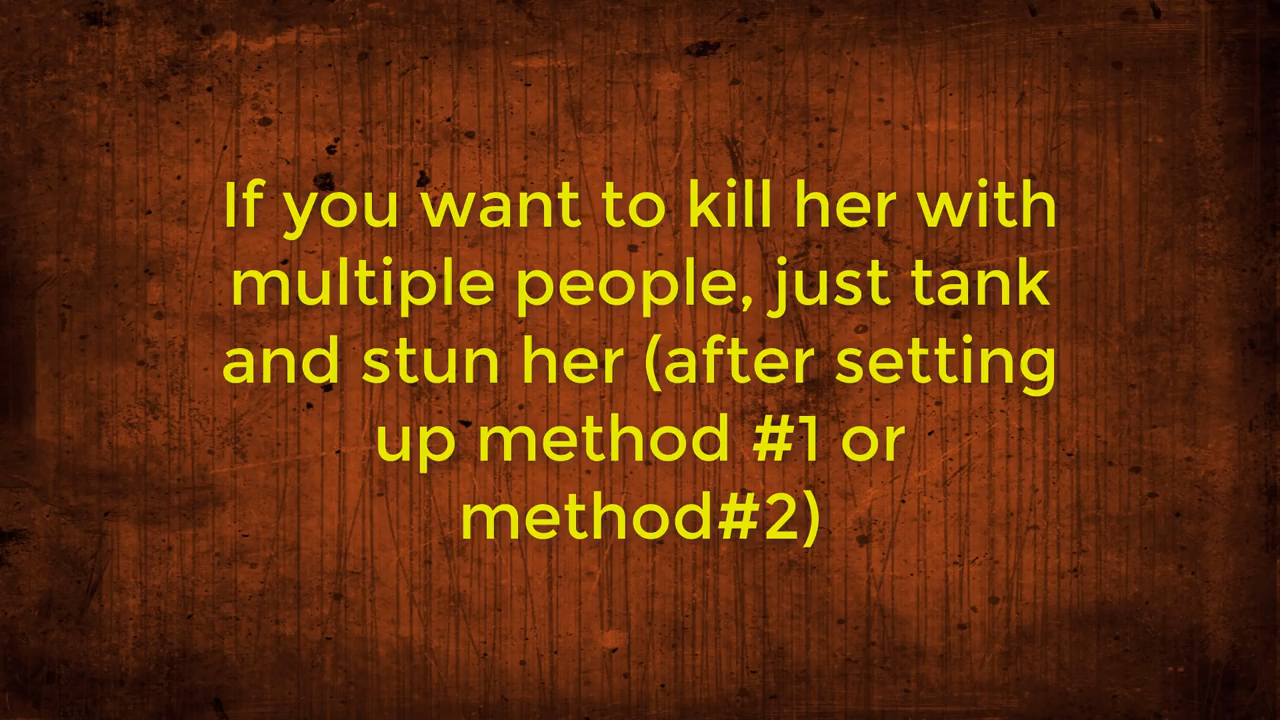 If you want to kill her with
multiple people, just tank
and stun her (after setting
up method #1 or
method#2)